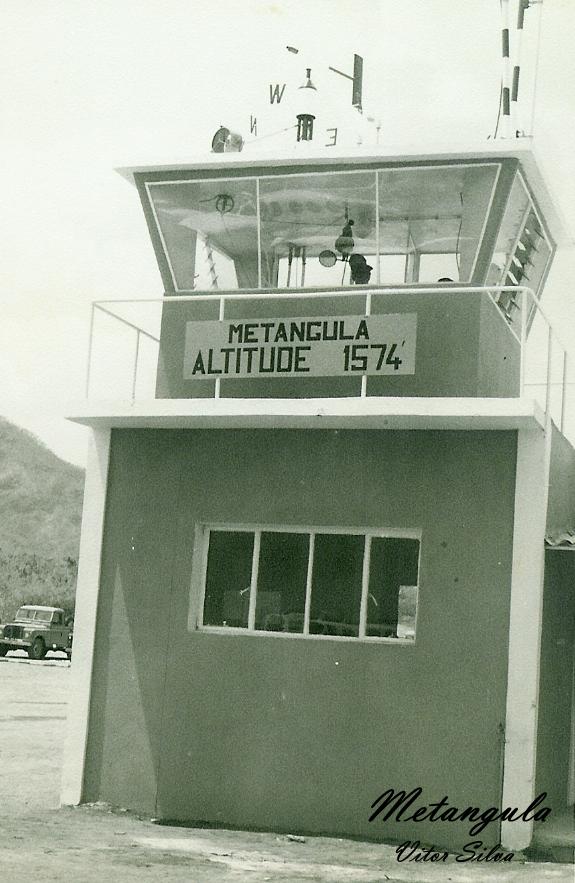 W
N
E
METANGULA
ALTITUDE 1574'
Metangula
Vitor Silva